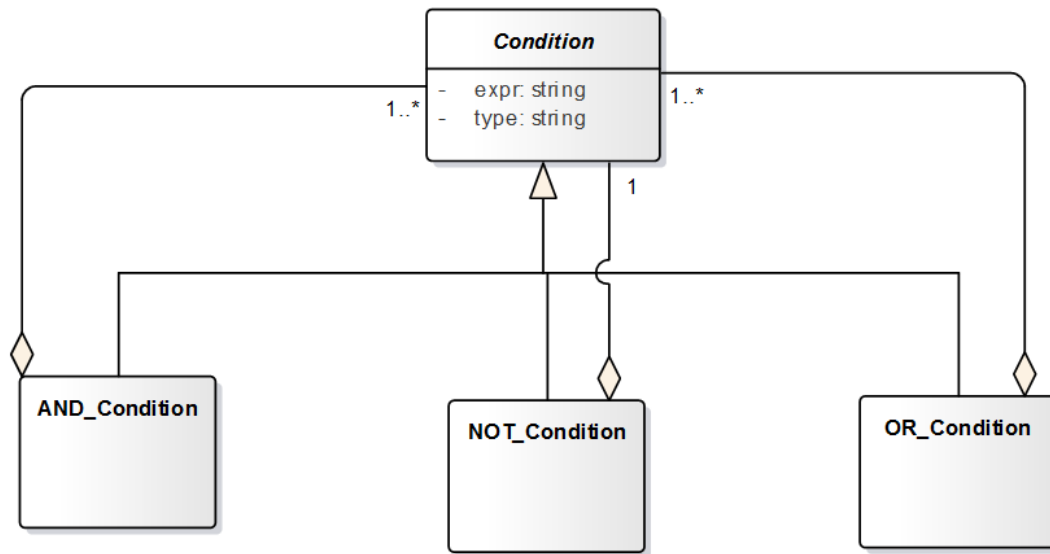 Condition
- expr: string
- type: string
1..*
1..*
1
AND_Condition
NOT_Condition
OR_Condition